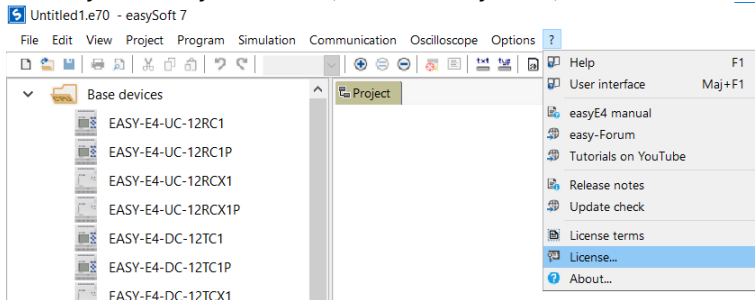 Untitled1.e70 - easySoft 7
File Edit View Project Program Simulation Communication Oscilloscope Options ?
Base devices
EASY-E4-UC-12RC1
EASY-E4-UC-12RC1P
EASY-E4-UC-12RCX1
EASY-E4-UC-12RCX1P
EASY-E4-DC-12TC1
EASY-E4-DC-12TC1P
EASY-E4-DC-12TCX1
Project
Help F1
User interface Maj+F1
easyE4 manual
easy-Forum
Tutorials on YouTube
Release notes
Update check
License terms
License...
About...